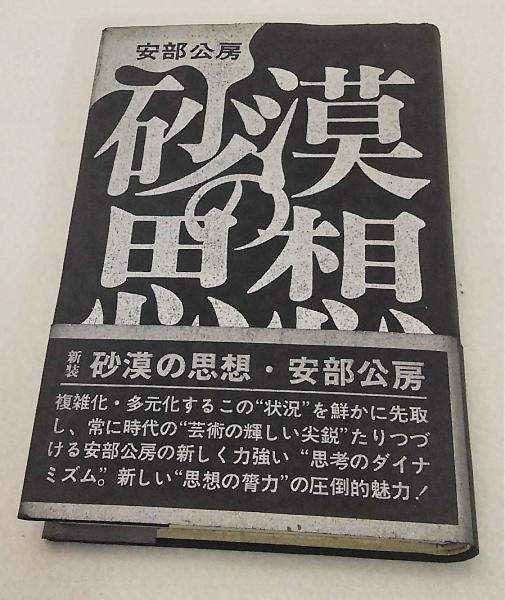 安部公房
砂漠の
思想
新装 砂漠の思想・安部公房
複雑化・多元化するこの“状況”を鮮かに先取
し、常に時代の“芸術の輝しい尖鋭”たりつづ
ける安部公房の新しく力強い“思考のダイナ
ミズム”。新しい“思想の膂力”の圧倒的魅力！